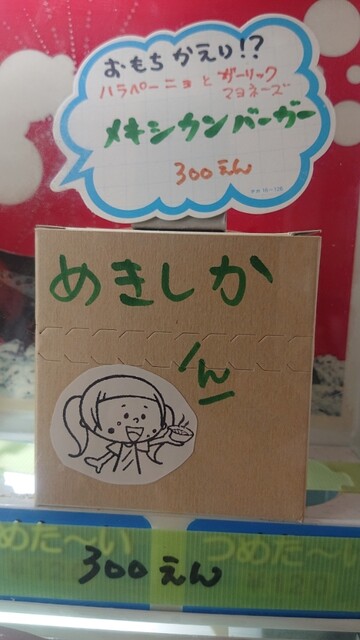 おもちかえり!?
ハラペーニョとガーリック
マヨネーズ
メキシカンバーガー
300えん
めきしか
ん
つめた〜い つめた〜い
300えん